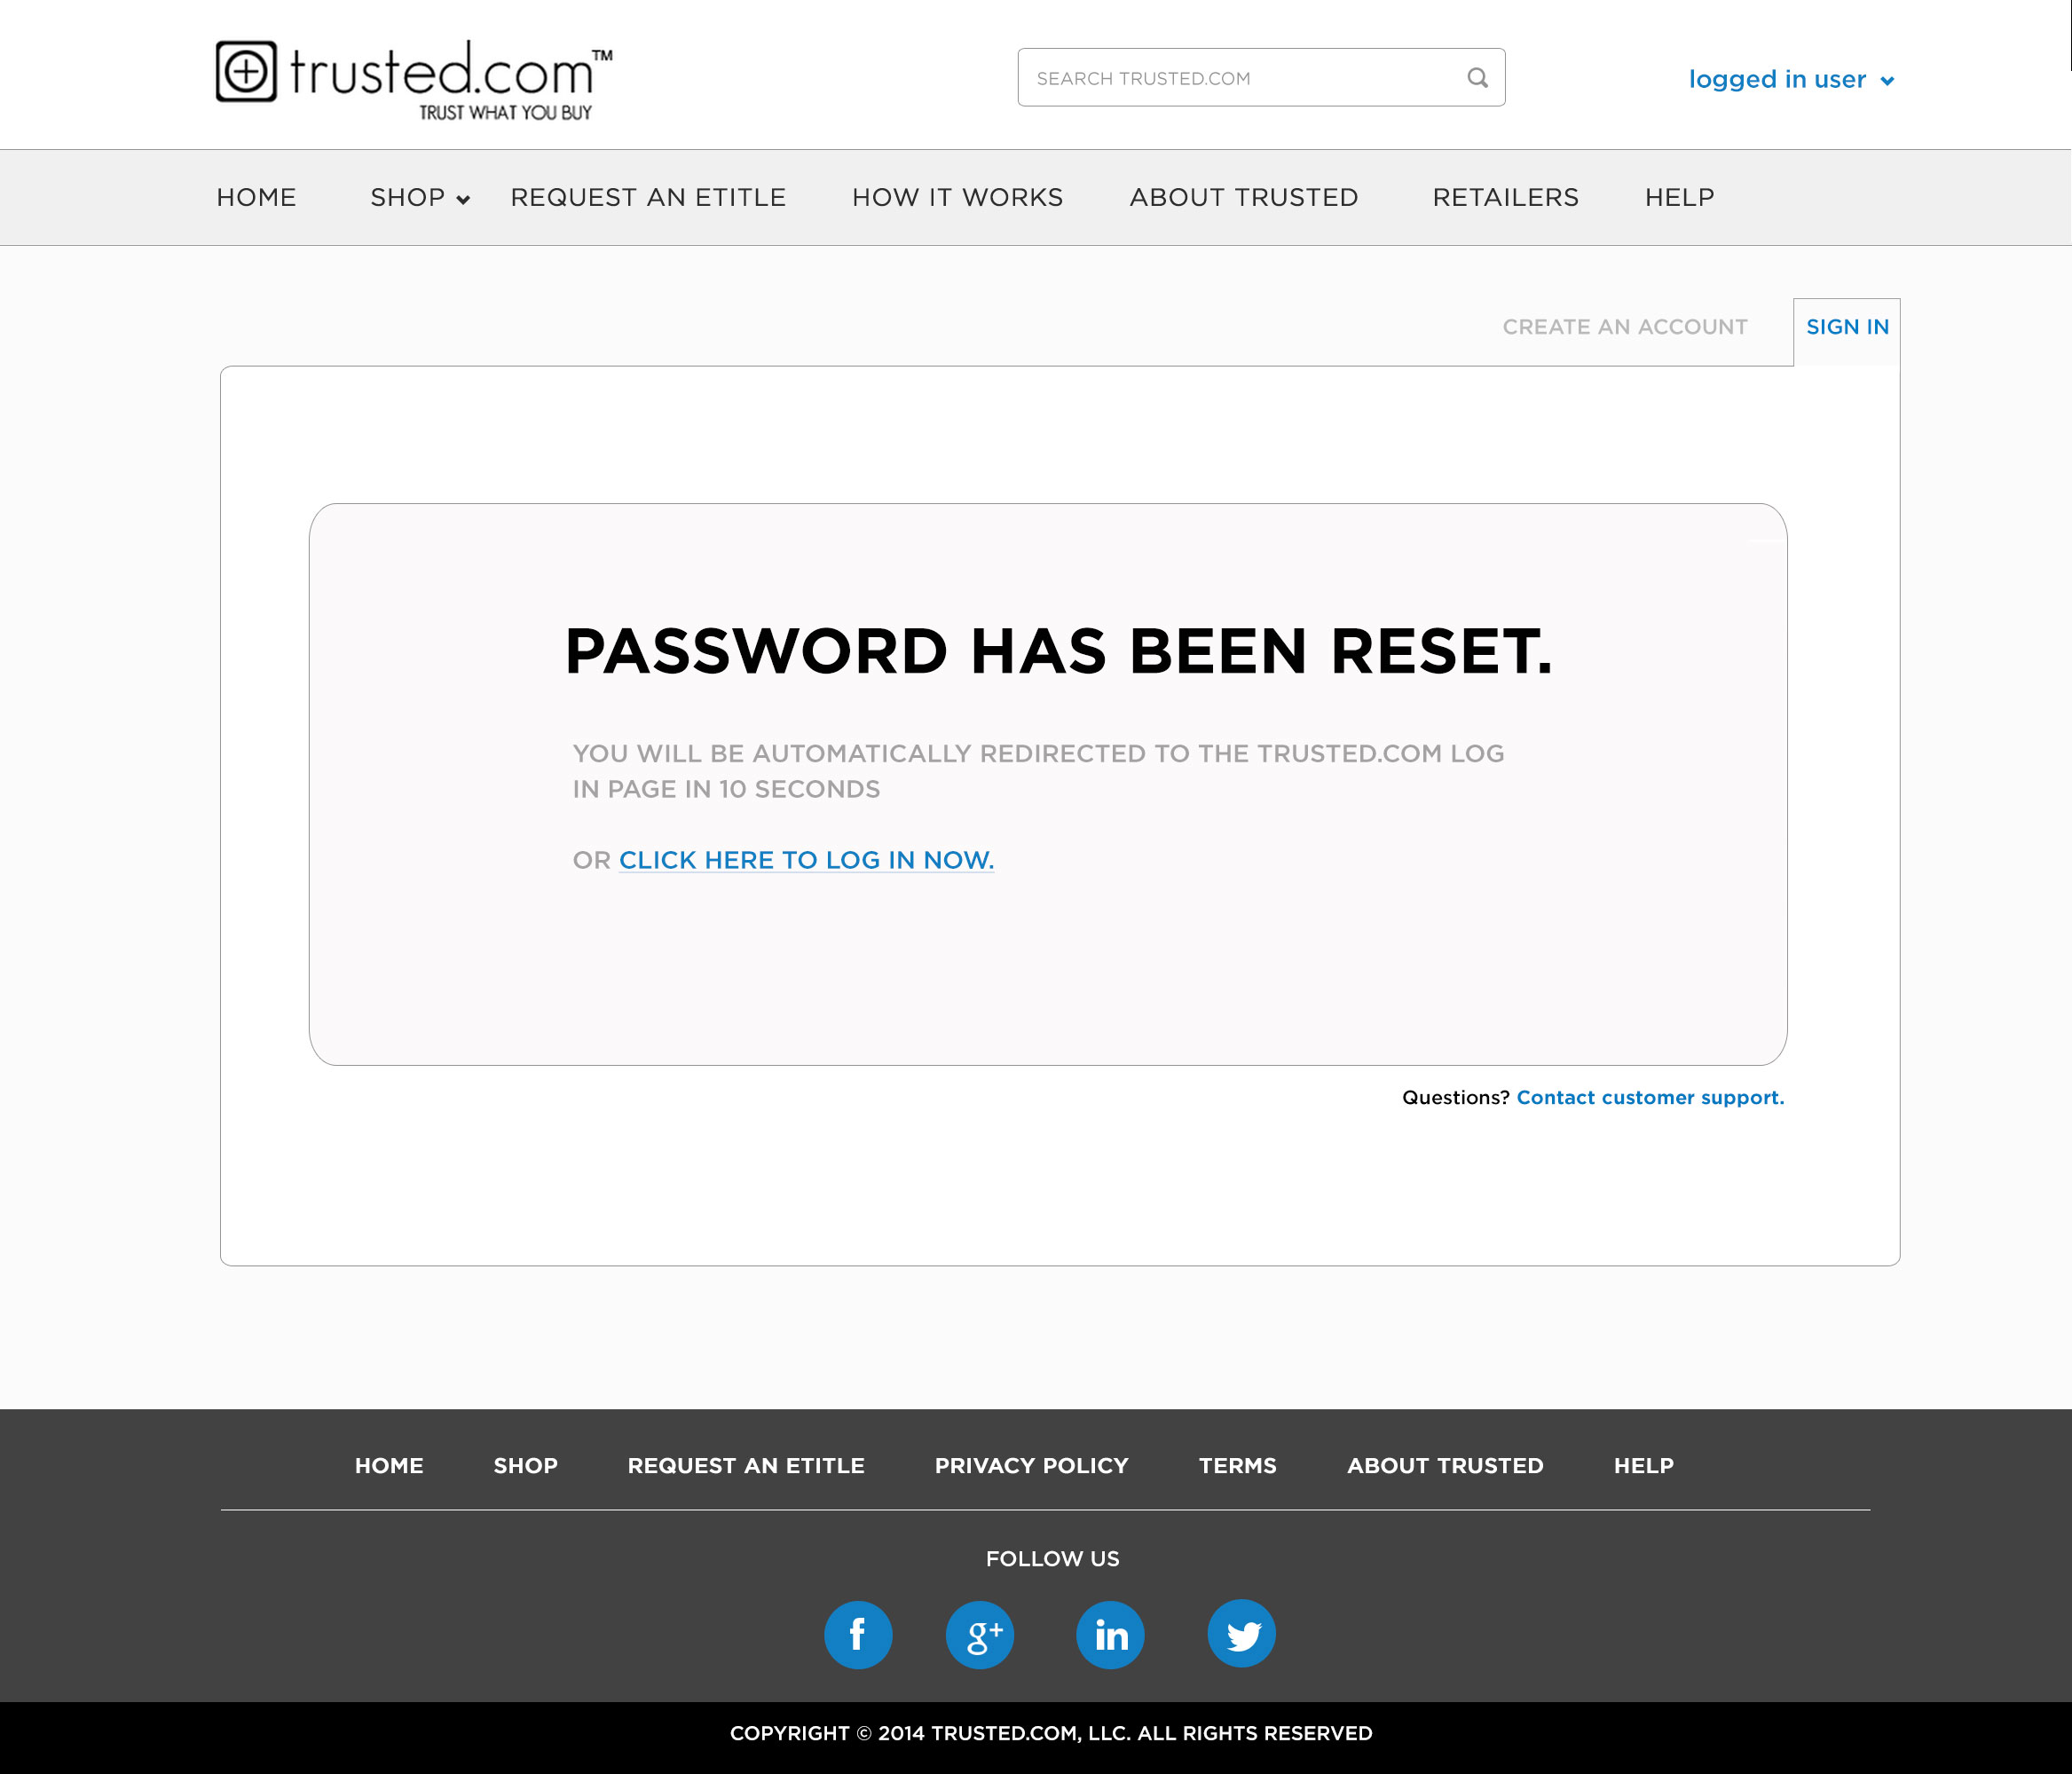 trusted.com™
TRUST WHAT YOU BUY
SEARCH TRUSTED.COM
logged in user
HOME SHOP REQUEST AN ETITLE HOW IT WORKS ABOUT TRUSTED RETAILERS HELP
CREATE AN ACCOUNT SIGN IN
PASSWORD HAS BEEN RESET.
YOU WILL BE AUTOMATICALLY REDIRECTED TO THE TRUSTED.COM LOG
IN PAGE IN 10 SECONDS
OR CLICK HERE TO LOG IN NOW.
Questions? Contact customer support.
HOME SHOP REQUEST AN ETITLE PRIVACY POLICY TERMS ABOUT TRUSTED HELP
FOLLOW US
f g+ in
COPYRIGHT © 2014 TRUSTED.COM, LLC. ALL RIGHTS RESERVED